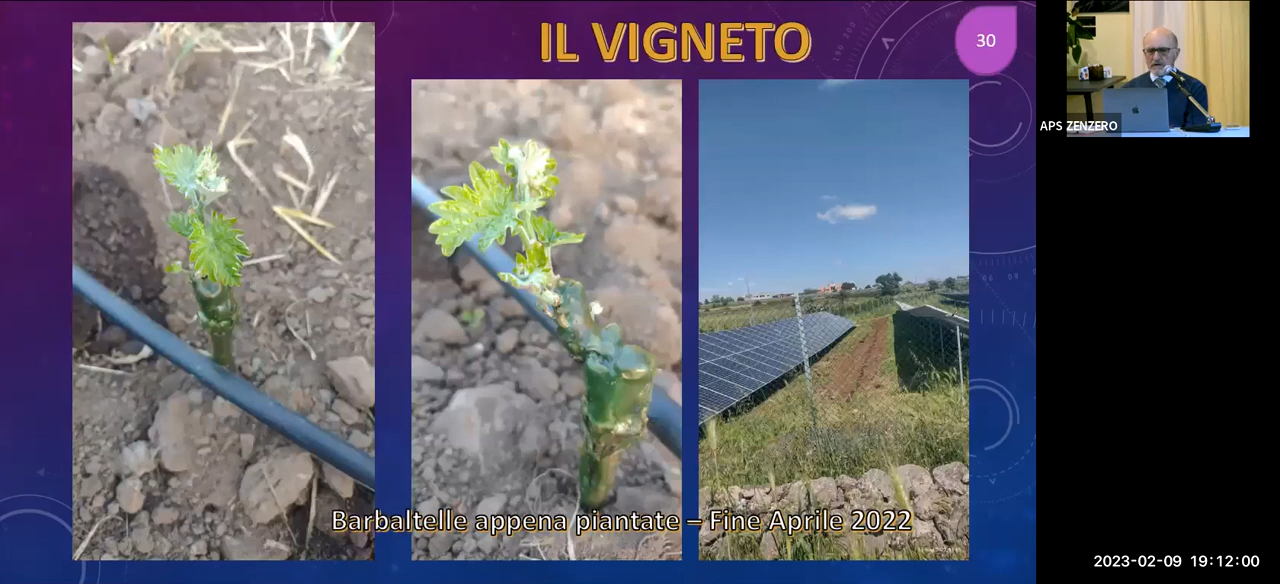 IL VIGNETO
30
APS ZENZERO
Barbaltelle appena piantate – Fine Aprile 2022
2023-02-09 19:12:00